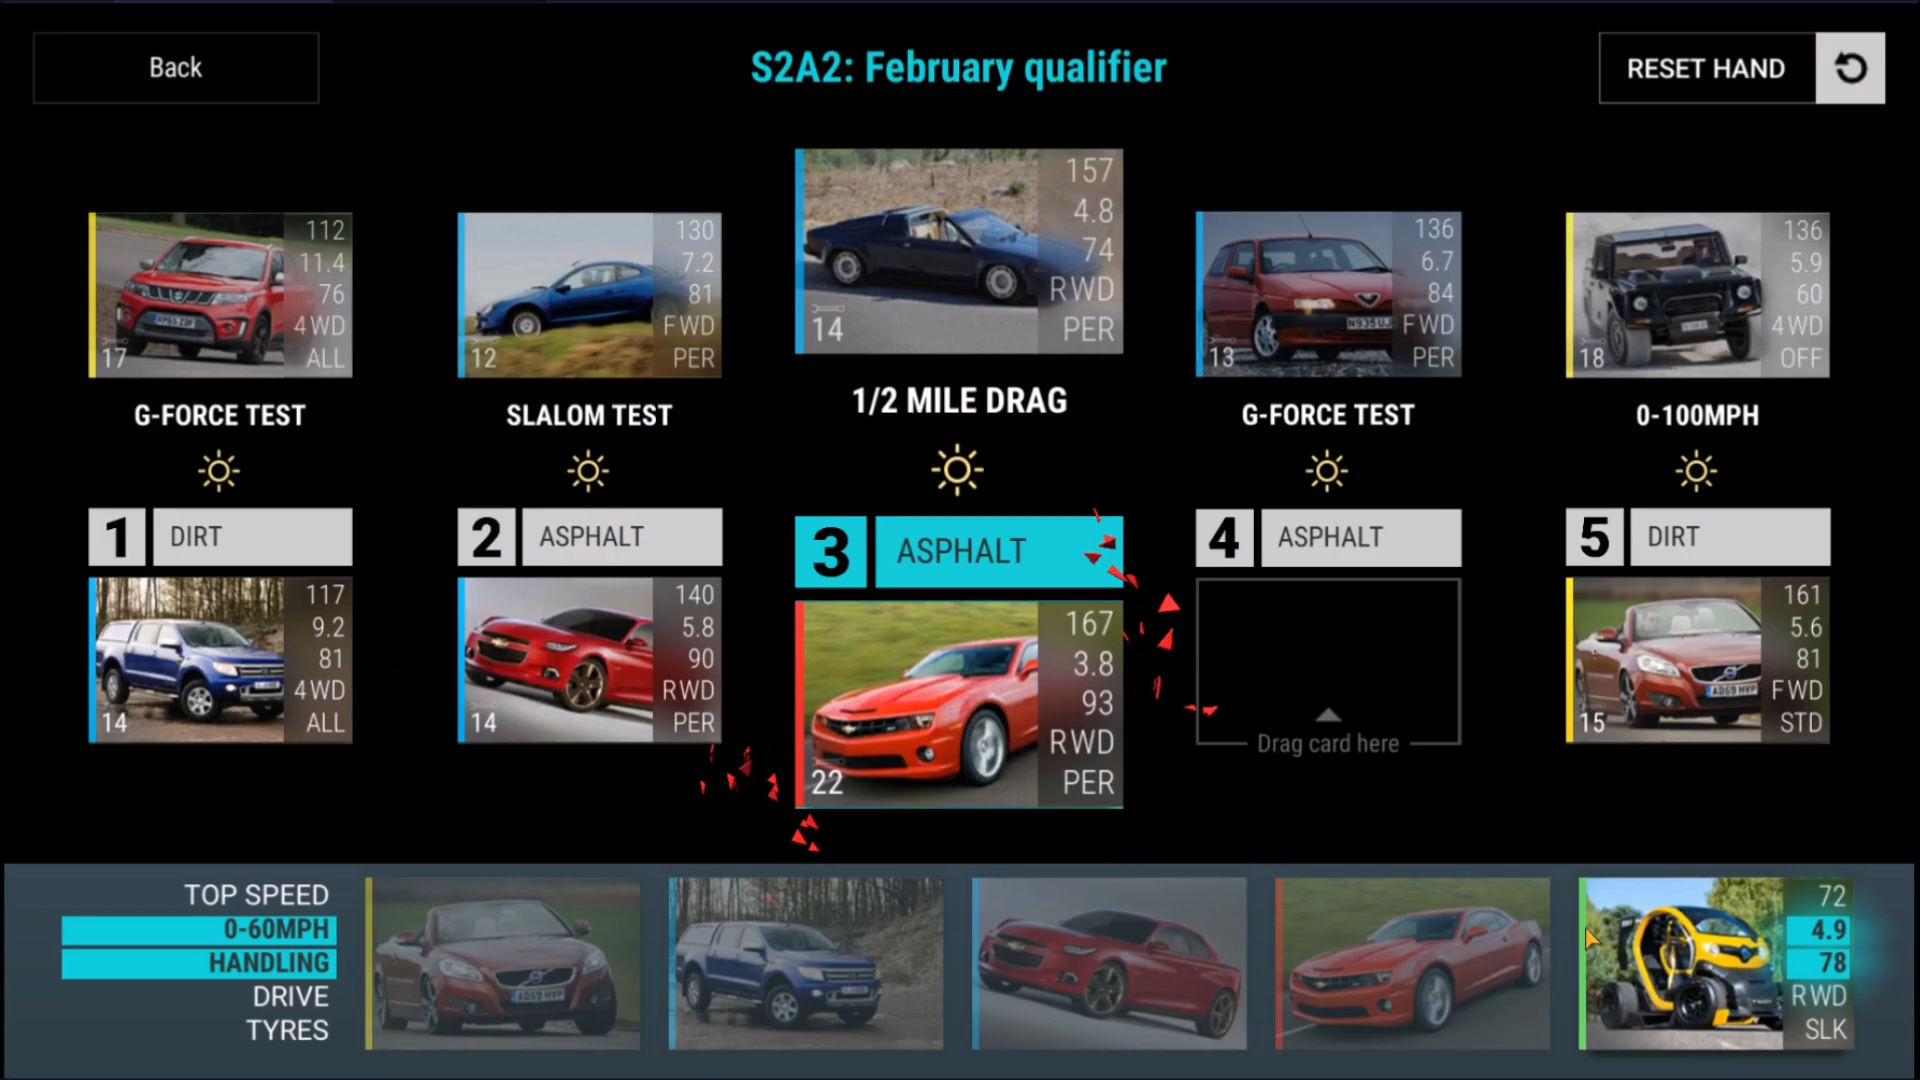 Back
S2A2: February qualifier
RESET HAND
112
11.4
76
4WD
ALL
17
130
7.2
81
FWD
PER
12
157
4.8
74
RWD
PER
14
136
6.7
84
FWD
PER
13
136
5.9
60
4WD
OFF
18
G-FORCE TEST
SLALOM TEST
1/2 MILE DRAG
G-FORCE TEST
0-100MPH
1 DIRT
2 ASPHALT
3 ASPHALT
4 ASPHALT
5 DIRT
117
9.2
81
4WD
ALL
14
140
5.8
90
RWD
PER
14
167
3.8
93
RWD
PER
22
Drag card here
161
5.6
81
FWD
STD
15
AD59 HVP
TOP SPEED
0-60MPH
HANDLING
DRIVE
TYRES
AD59 HVP
72
4.9
78
RWD
SLK